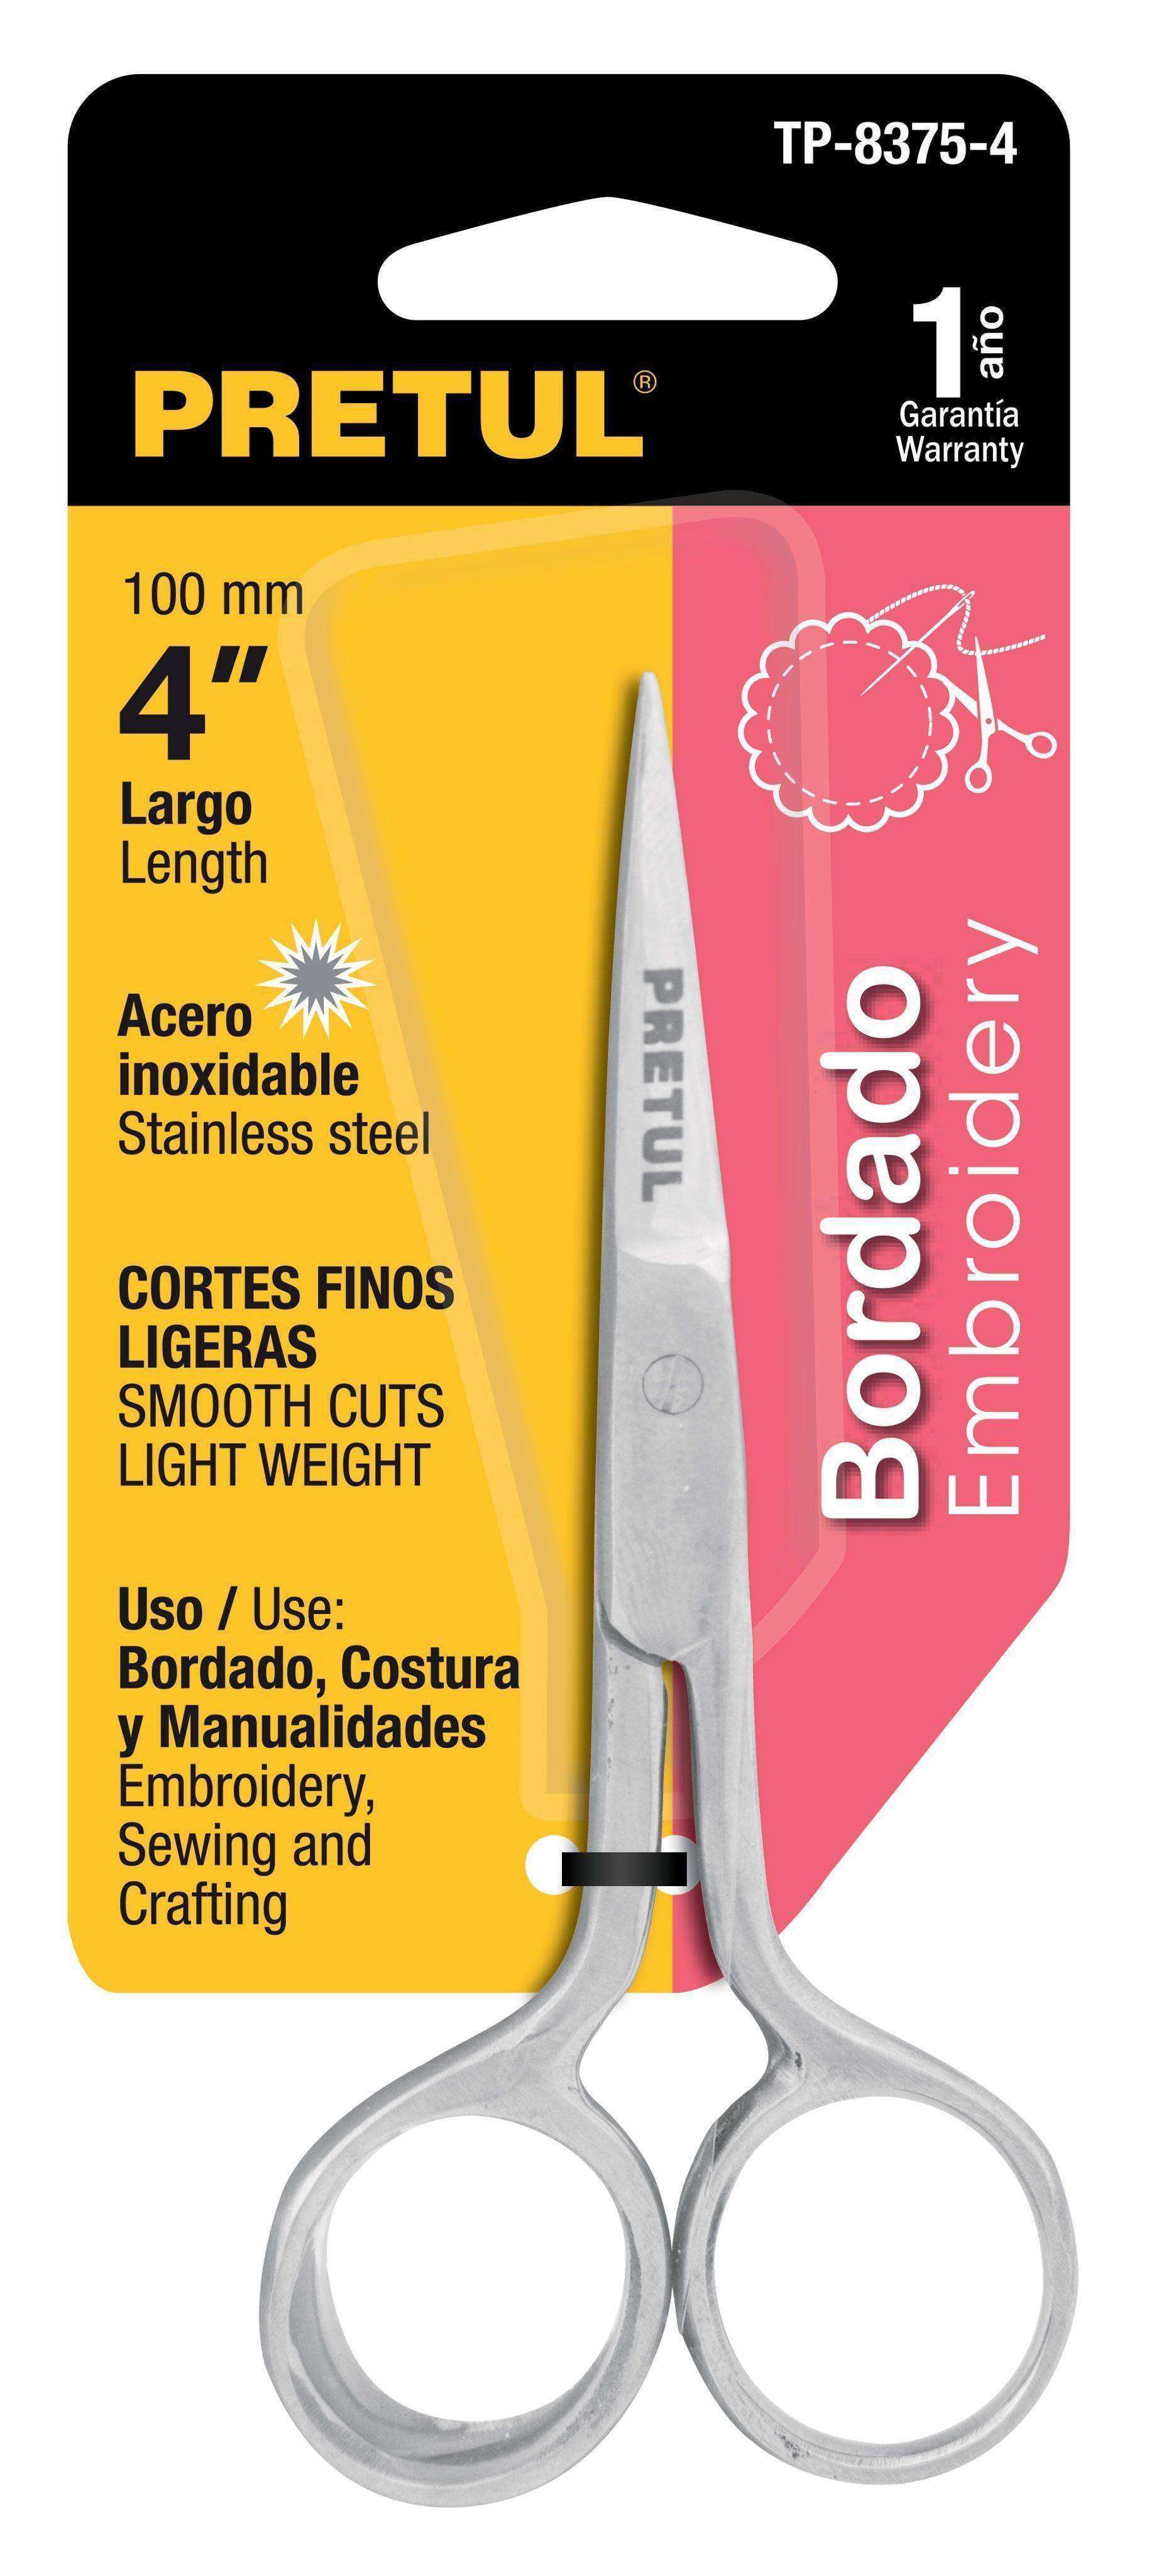 TP-8375-4
1 año
Garantía
Warranty
PRETUL®
100 mm
4"
Largo
Length
Acero
inoxidable
Stainless steel
CORTES FINOS
LIGERAS
SMOOTH CUTS
LIGHT WEIGHT
Uso / Use:
Bordado, Costura
y Manualidades
Embroidery,
Sewing and
Crafting
PRETUL
Bordado
Embroidery